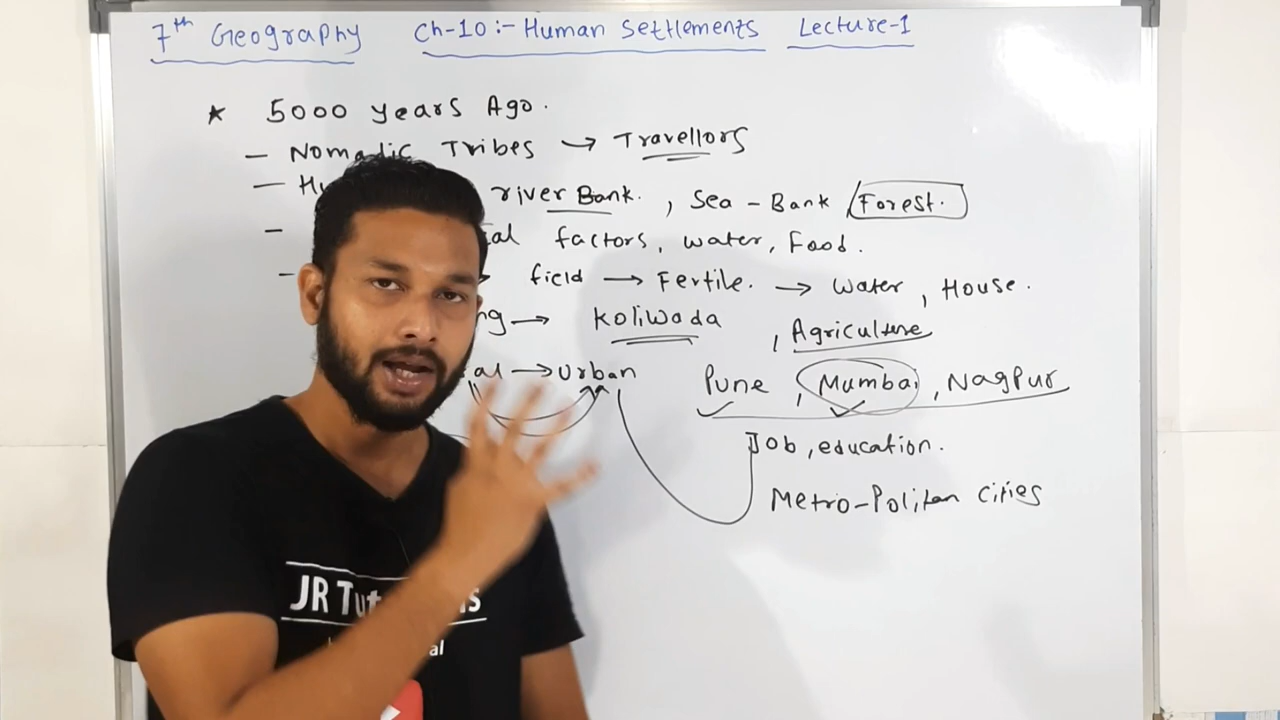 7th Geography Ch-10:- Human Settlements Lecture-1
* 5000 years Ago.
– Nomadic Tribes → Travellors
– river Bank. , Sea-Bank Forest.
– factors, water, Food.
– field → Fertile. → Water , House.
→ Koliwada , Agriculture
→ Urban Pune , Mumbai , Nagpur
Job, education.
Metro-Politan cities
JR